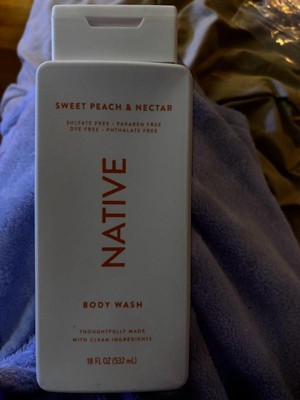 SWEET PEACH & NECTAR
SULFATE FREE • PARABEN FREE
DYE FREE • PHTHALATE FREE
NATIVE
BODY WASH
THOUGHTFULLY MADE
WITH CLEAN INGREDIENTS
18 FL OZ (532 mL)